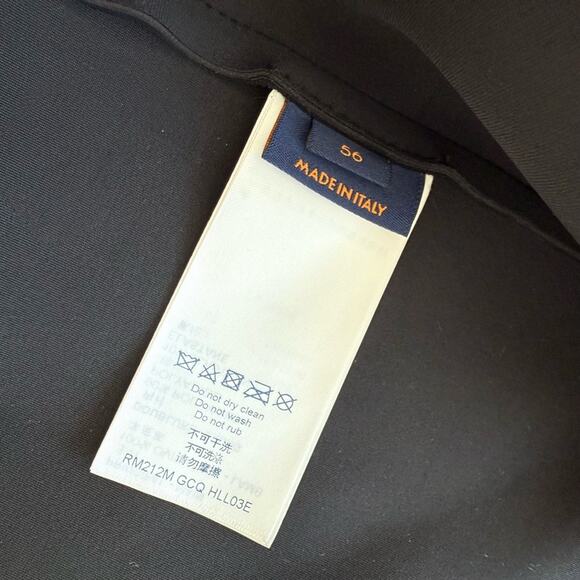 56
MADE IN ITALY
Do not dry clean
Do not wash
Do not rub
不可干洗
不可洗涤
请勿摩擦
RM212M GCQ HLL03E